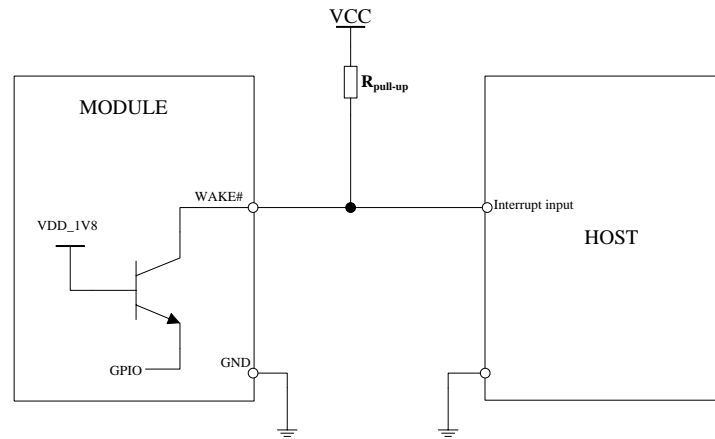 VCC
Rpull-up
MODULE
WAKE#
Interrupt input
VDD_1V8
HOST
GND
GPIO